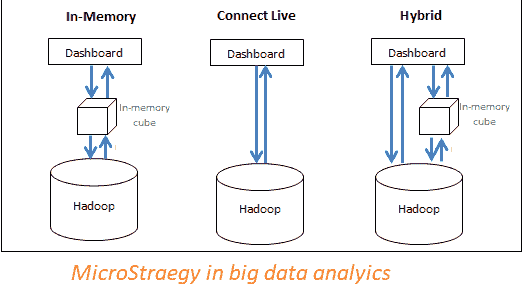 In-Memory
Connect Live
Hybrid
Dashboard
Dashboard
Dashboard
In-memory
cube
In-memory
cube
Hadoop
Hadoop
Hadoop
MicroStraegy in big data analyics